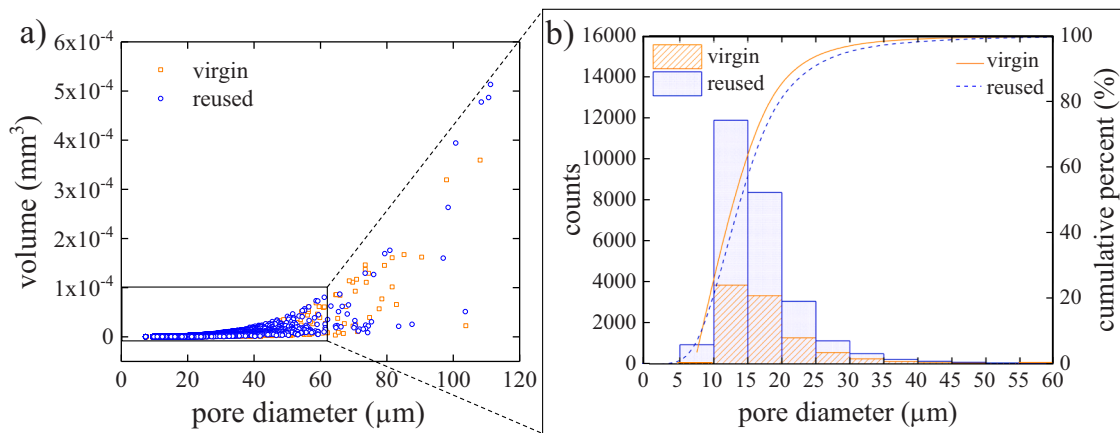 a)
6x10⁻⁴
5x10⁻⁴
4x10⁻⁴
3x10⁻⁴
2x10⁻⁴
1x10⁻⁴
0
volume (mm³)
virgin
reused
0 20 40 60 80 100 120
pore diameter (μm)
b)
16000
14000
12000
10000
8000
6000
4000
2000
0
counts
virgin
reused
virgin
reused
100
80
60
40
20
0
cumulative percent (%)
0 5 10 15 20 25 30 35 40 45 50 55 60
pore diameter (μm)